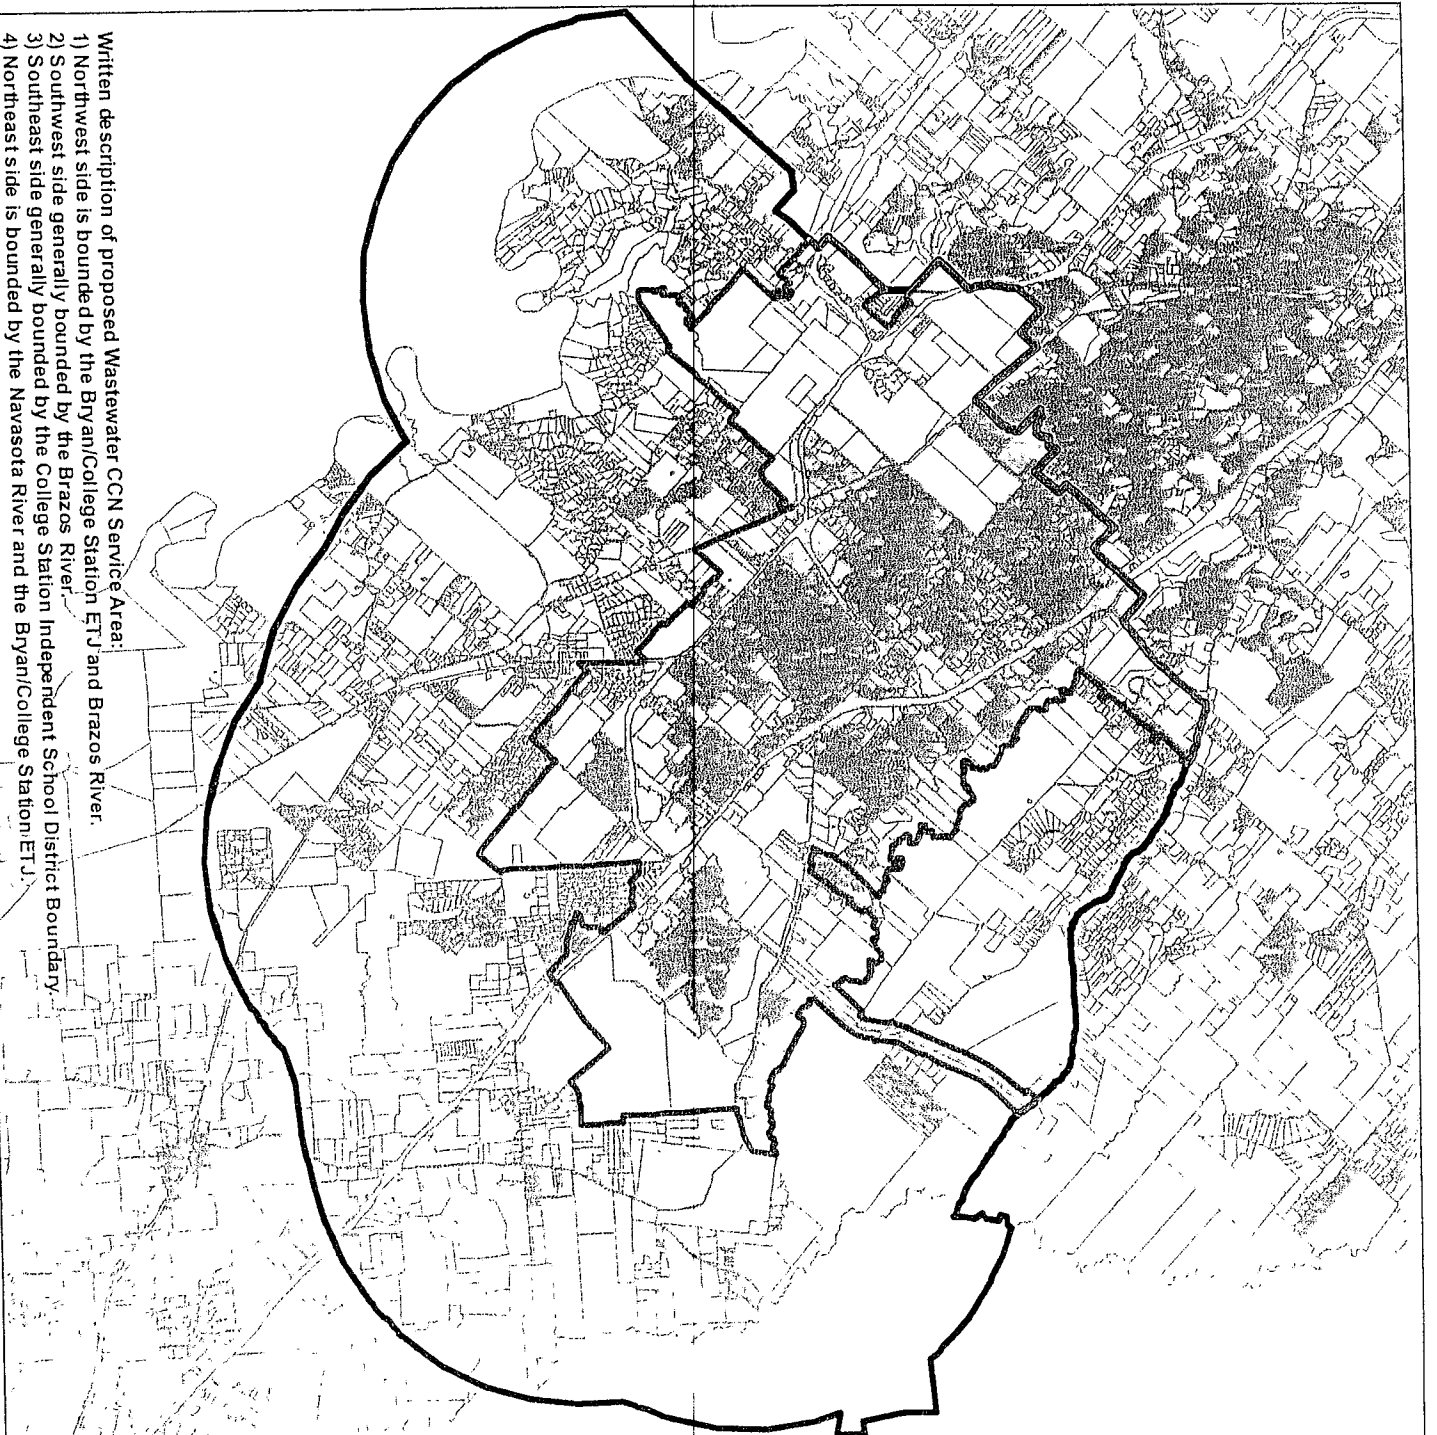 Written description of proposed Wastewater CCN Service Area:
1) Northwest side is bounded by the Bryan/College Station ETJ and Brazos River.
2) Southwest side generally bounded by the Brazos River.
3) Southeast side generally bounded by the College Station Independent School District Boundary.
4) Northeast side is bounded by the Navasota River and the Bryan/College Station ETJ.